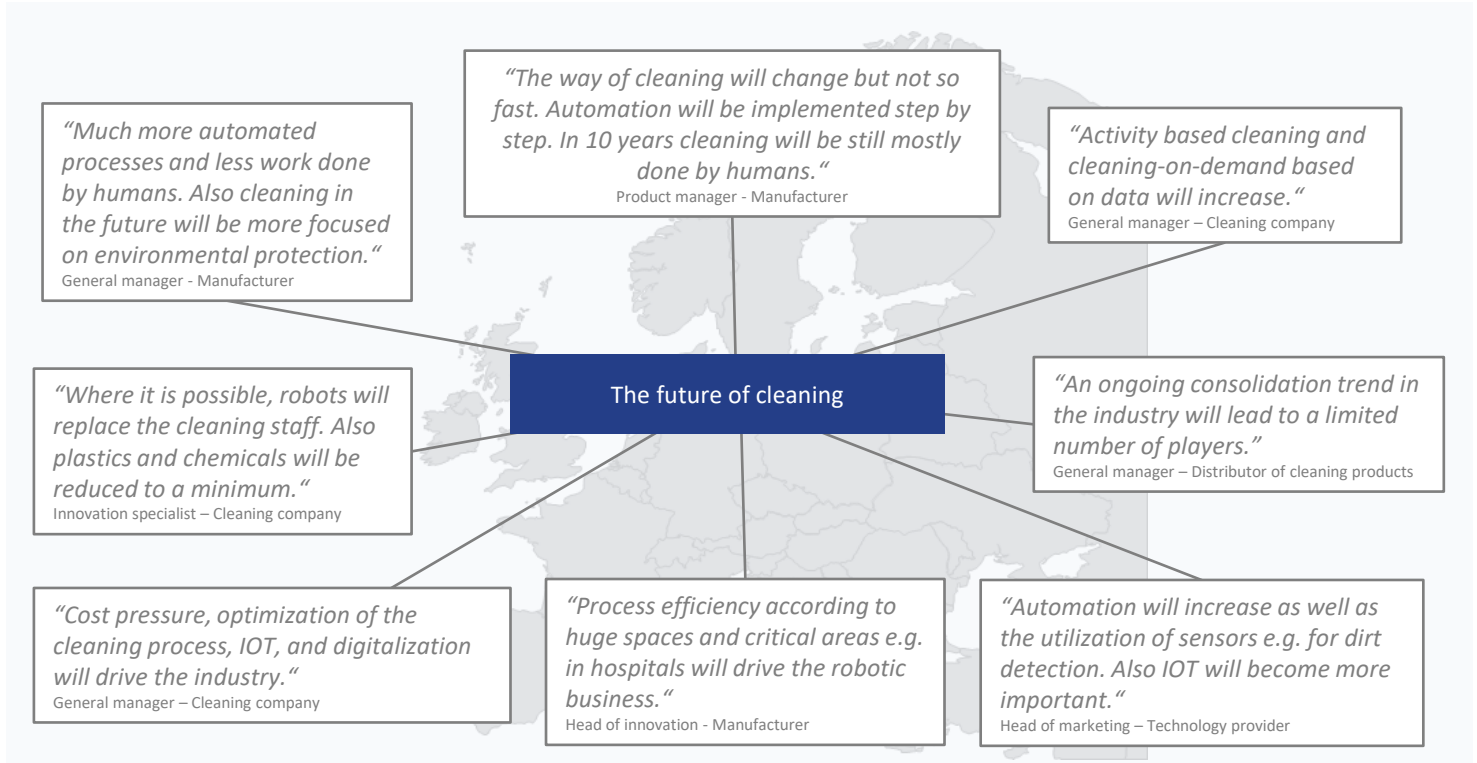 “The way of cleaning will change but not so
fast. Automation will be implemented step by
step. In 10 years cleaning will be still mostly
done by humans.“
Product manager - Manufacturer
“Much more automated
processes and less work done
by humans. Also cleaning in
the future will be more focused
on environmental protection.“
General manager - Manufacturer
“Activity based cleaning and
cleaning-on-demand based
on data will increase.“
General manager – Cleaning company
The future of cleaning
“Where it is possible, robots will
replace the cleaning staff. Also
plastics and chemicals will be
reduced to a minimum.“
Innovation specialist – Cleaning company
“An ongoing consolidation trend in
the industry will lead to a limited
number of players.”
General manager – Distributor of cleaning products
“Cost pressure, optimization of the
cleaning process, IOT, and digitalization
will drive the industry.“
General manager – Cleaning company
“Process efficiency according to
huge spaces and critical areas e.g.
in hospitals will drive the robotic
business.“
Head of innovation - Manufacturer
“Automation will increase as well as
the utilization of sensors e.g. for dirt
detection. Also IOT will become more
important.“
Head of marketing – Technology provider